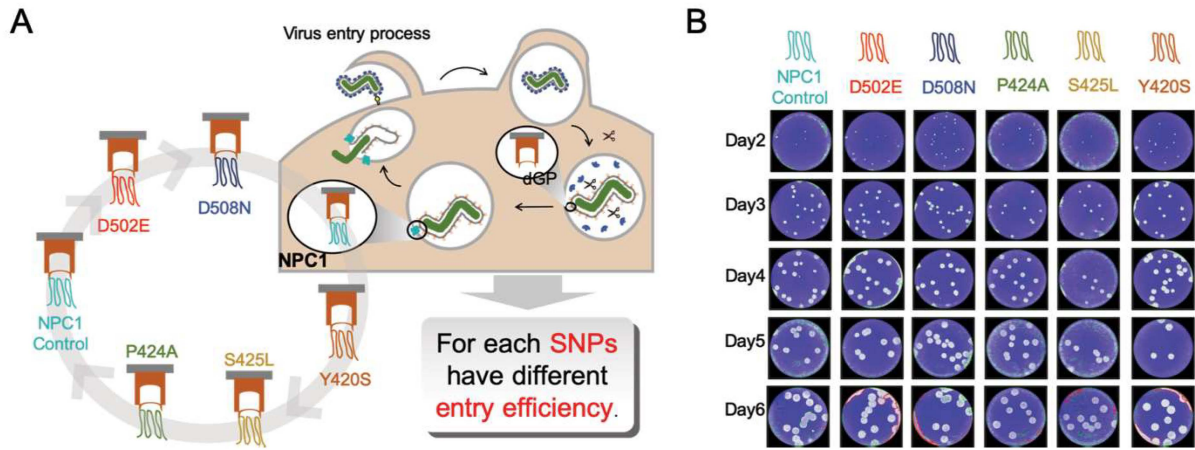 A
Virus entry process
D502E
D508N
dGP
NPC1
NPC1
Control
P424A
S425L
Y420S
For each SNPs
have different
entry efficiency.
B
NPC1
Control
D502E
D508N
P424A
S425L
Y420S
Day2
Day3
Day4
Day5
Day6